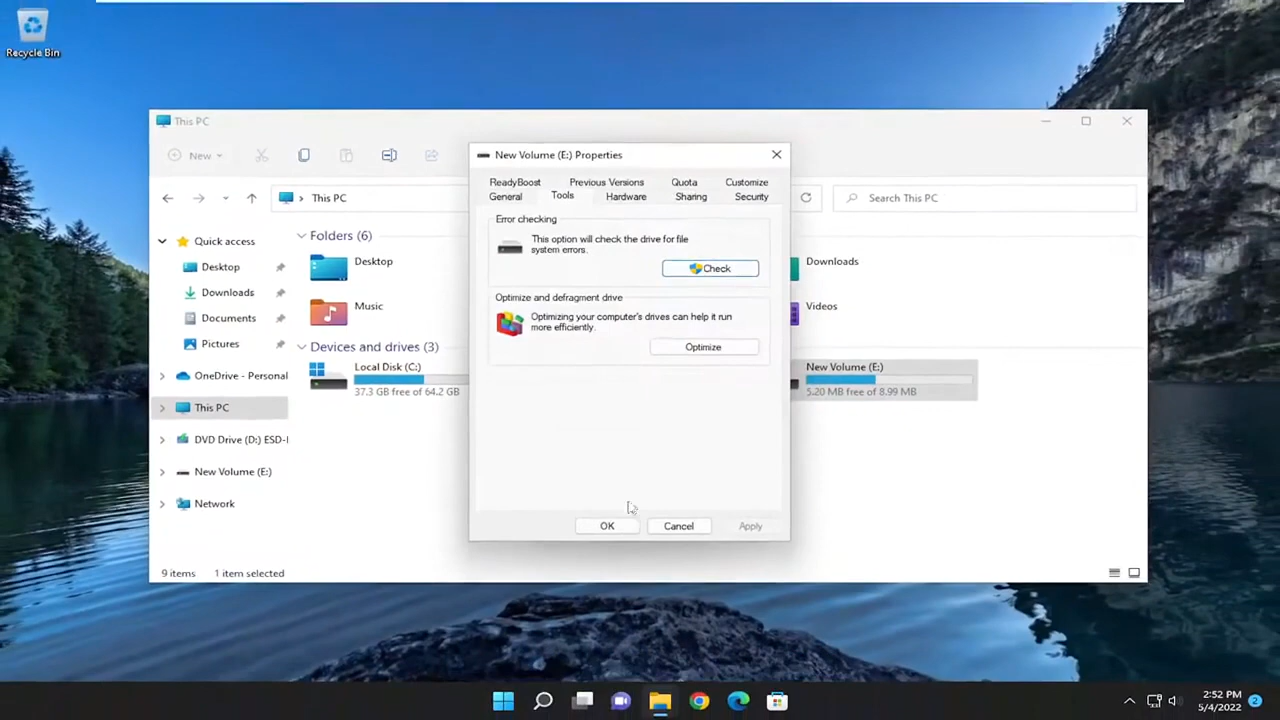 Recycle Bin
This PC
New
This PC
Search This PC
Quick access
Desktop
Downloads
Documents
Pictures
OneDrive - Personal
This PC
DVD Drive (D:) ESD-I
New Volume (E:)
Network
Folders (6)
Desktop
Music
Downloads
Videos
Devices and drives (3)
Local Disk (C:)
37.3 GB free of 64.2 GB
New Volume (E:)
5.20 MB free of 8.99 MB
9 items 1 item selected
New Volume (E:) Properties
ReadyBoost Previous Versions Quota Customize
General Tools Hardware Sharing Security
Error checking
This option will check the drive for file
system errors.
Check
Optimize and defragment drive
Optimizing your computer's drives can help it run
more efficiently.
Optimize
OK Cancel Apply
2:52 PM
5/4/2022
2